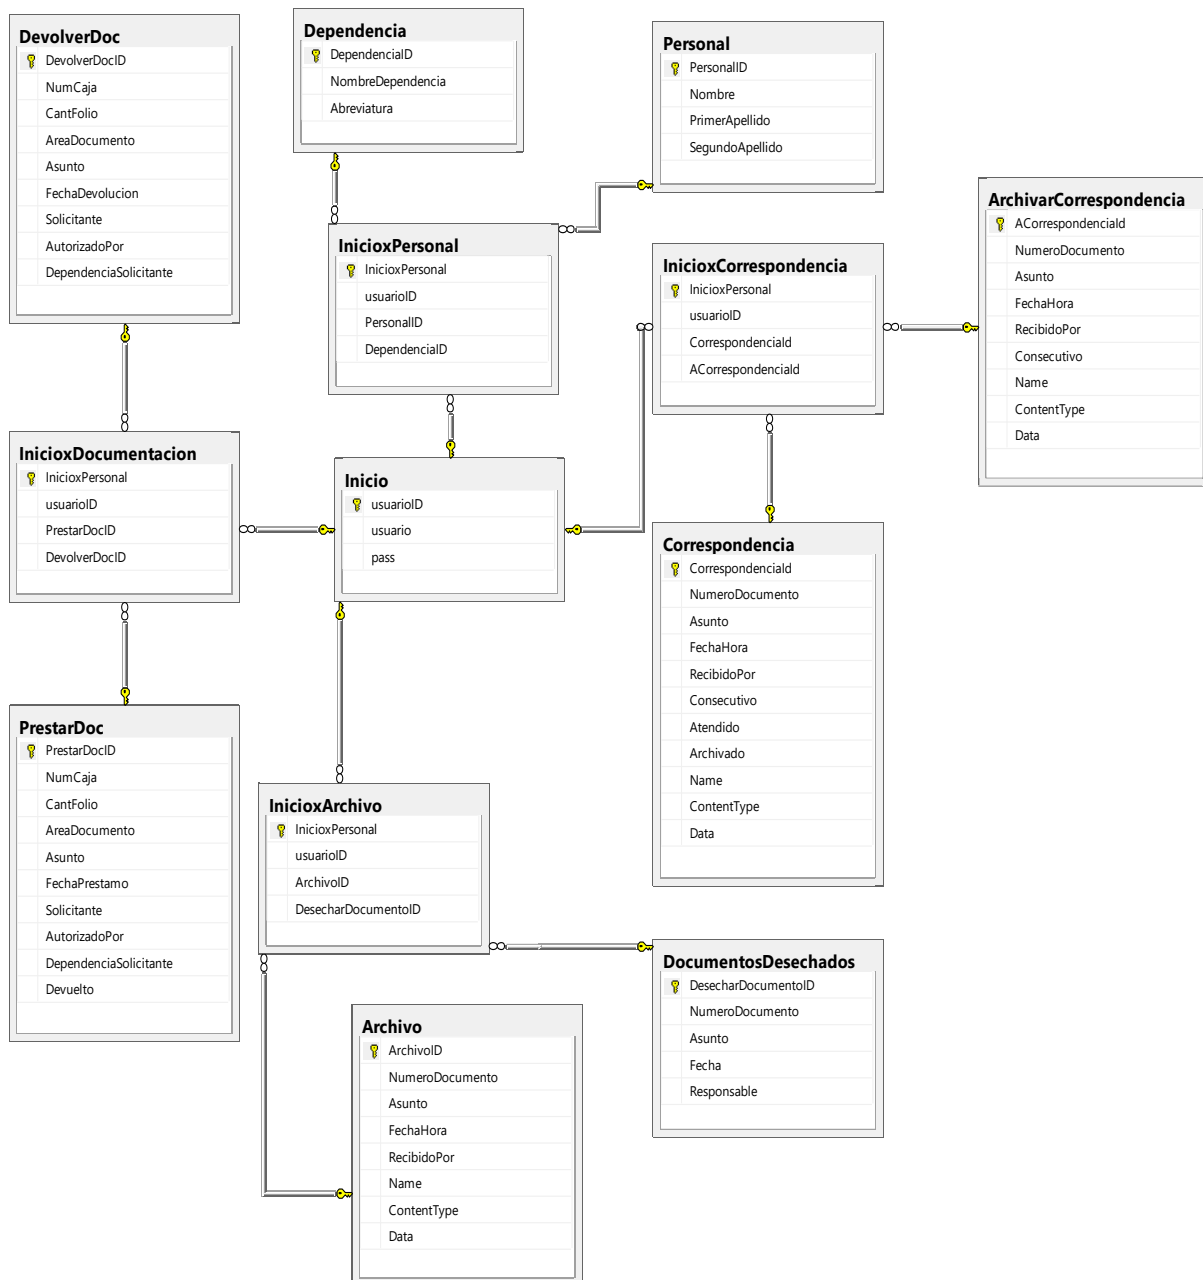 DevolverDoc
DevolverDocID
NumCaja
CantFolio
AreaDocumento
Asunto
FechaDevolucion
Solicitante
AutorizadoPor
DependenciaSolicitante
Dependencia
DependenciaID
NombreDependencia
Abreviatura
Personal
PersonalID
Nombre
PrimerApellido
SegundoApellido
ArchivarCorrespondencia
ACorrespondenciaId
NumeroDocumento
Asunto
FechaHora
RecibidoPor
Consecutivo
Name
ContentType
Data
InicioxPersonal
InicioxPersonal
usuarioID
PersonalID
DependenciaID
InicioxCorrespondencia
InicioxPersonal
usuarioID
CorrespondenciaId
ACorrespondenciaId
InicioxDocumentacion
InicioxPersonal
usuarioID
PrestarDocID
DevolverDocID
Inicio
usuarioID
usuario
pass
Correspondencia
CorrespondenciaId
NumeroDocumento
Asunto
FechaHora
RecibidoPor
Consecutivo
Atendido
Archivado
Name
ContentType
Data
PrestarDoc
PrestarDocID
NumCaja
CantFolio
AreaDocumento
Asunto
FechaPrestamo
Solicitante
AutorizadoPor
DependenciaSolicitante
Devuelto
InicioxArchivo
InicioxPersonal
usuarioID
ArchivoID
DesecharDocumentoID
DocumentosDesechados
DesecharDocumentoID
NumeroDocumento
Asunto
Fecha
Responsable
Archivo
ArchivoID
NumeroDocumento
Asunto
FechaHora
RecibidoPor
Name
ContentType
Data